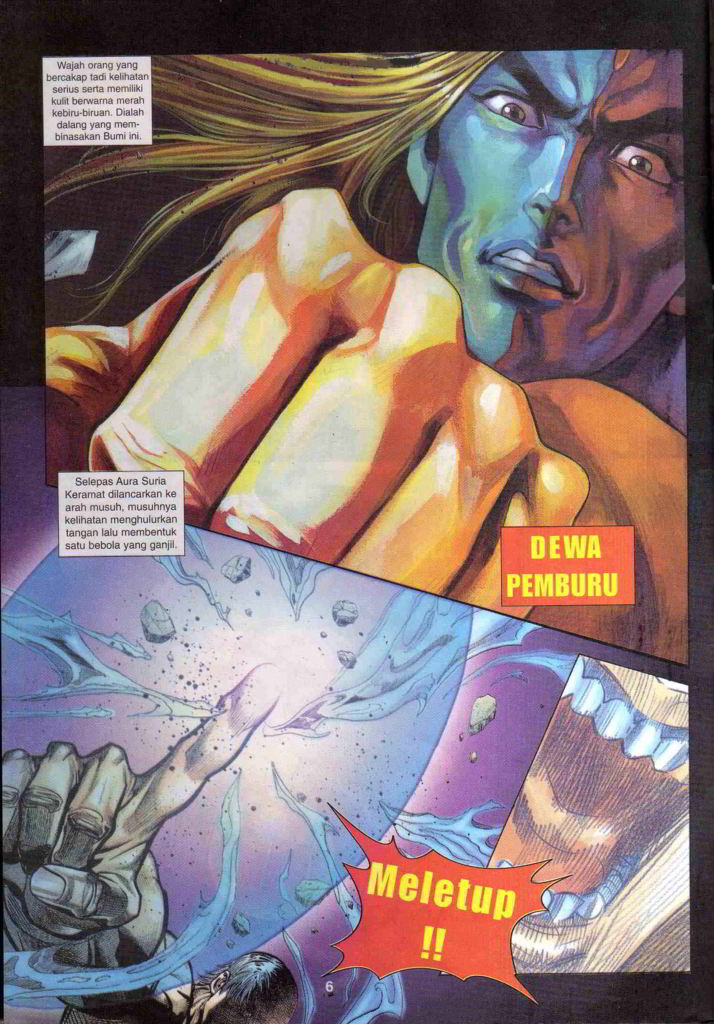 Wajah orang yang
bercakap tadi kelihatan
serius serta memiliki
kulit berwarna merah
kebiru-biruan. Dialah
dalang yang mem-
binasakan Bumi ini.
Selepas Aura Suria
Keramat dilancarkan ke
arah musuh, musuhnya
kelihatan menghulurkan
tangan lalu membentuk
satu bebola yang ganjil.
DEWA
PEMBURU
Meletup
!!
6